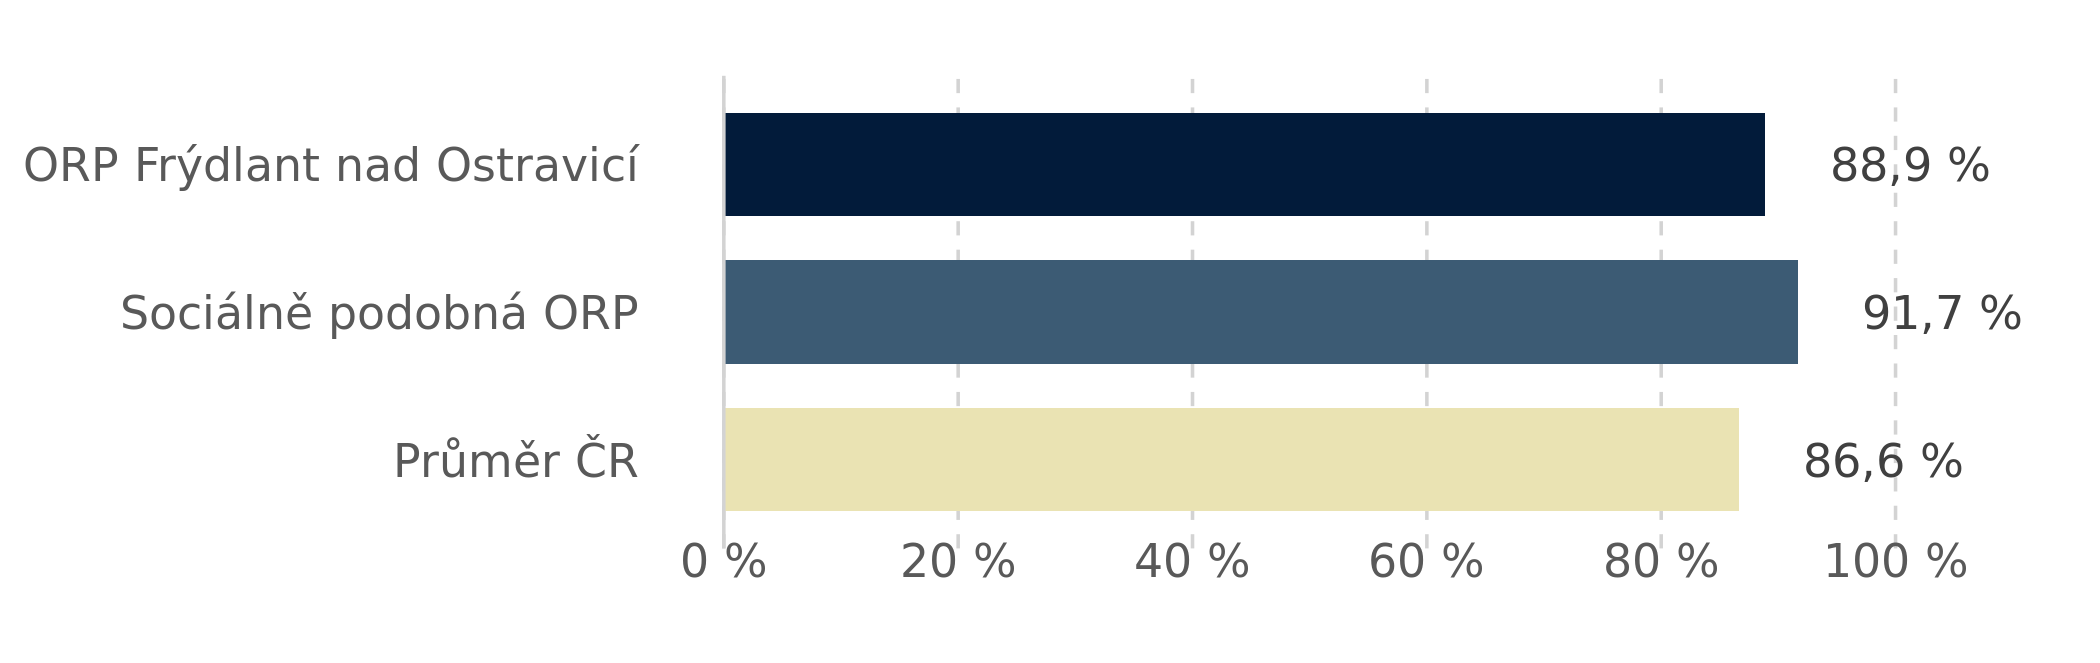 ORP Frýdlant nad Ostravicí 88,9 %
Sociálně podobná ORP 91,7 %
Průměr ČR 86,6 %
0 % 20 % 40 % 60 % 80 % 100 %